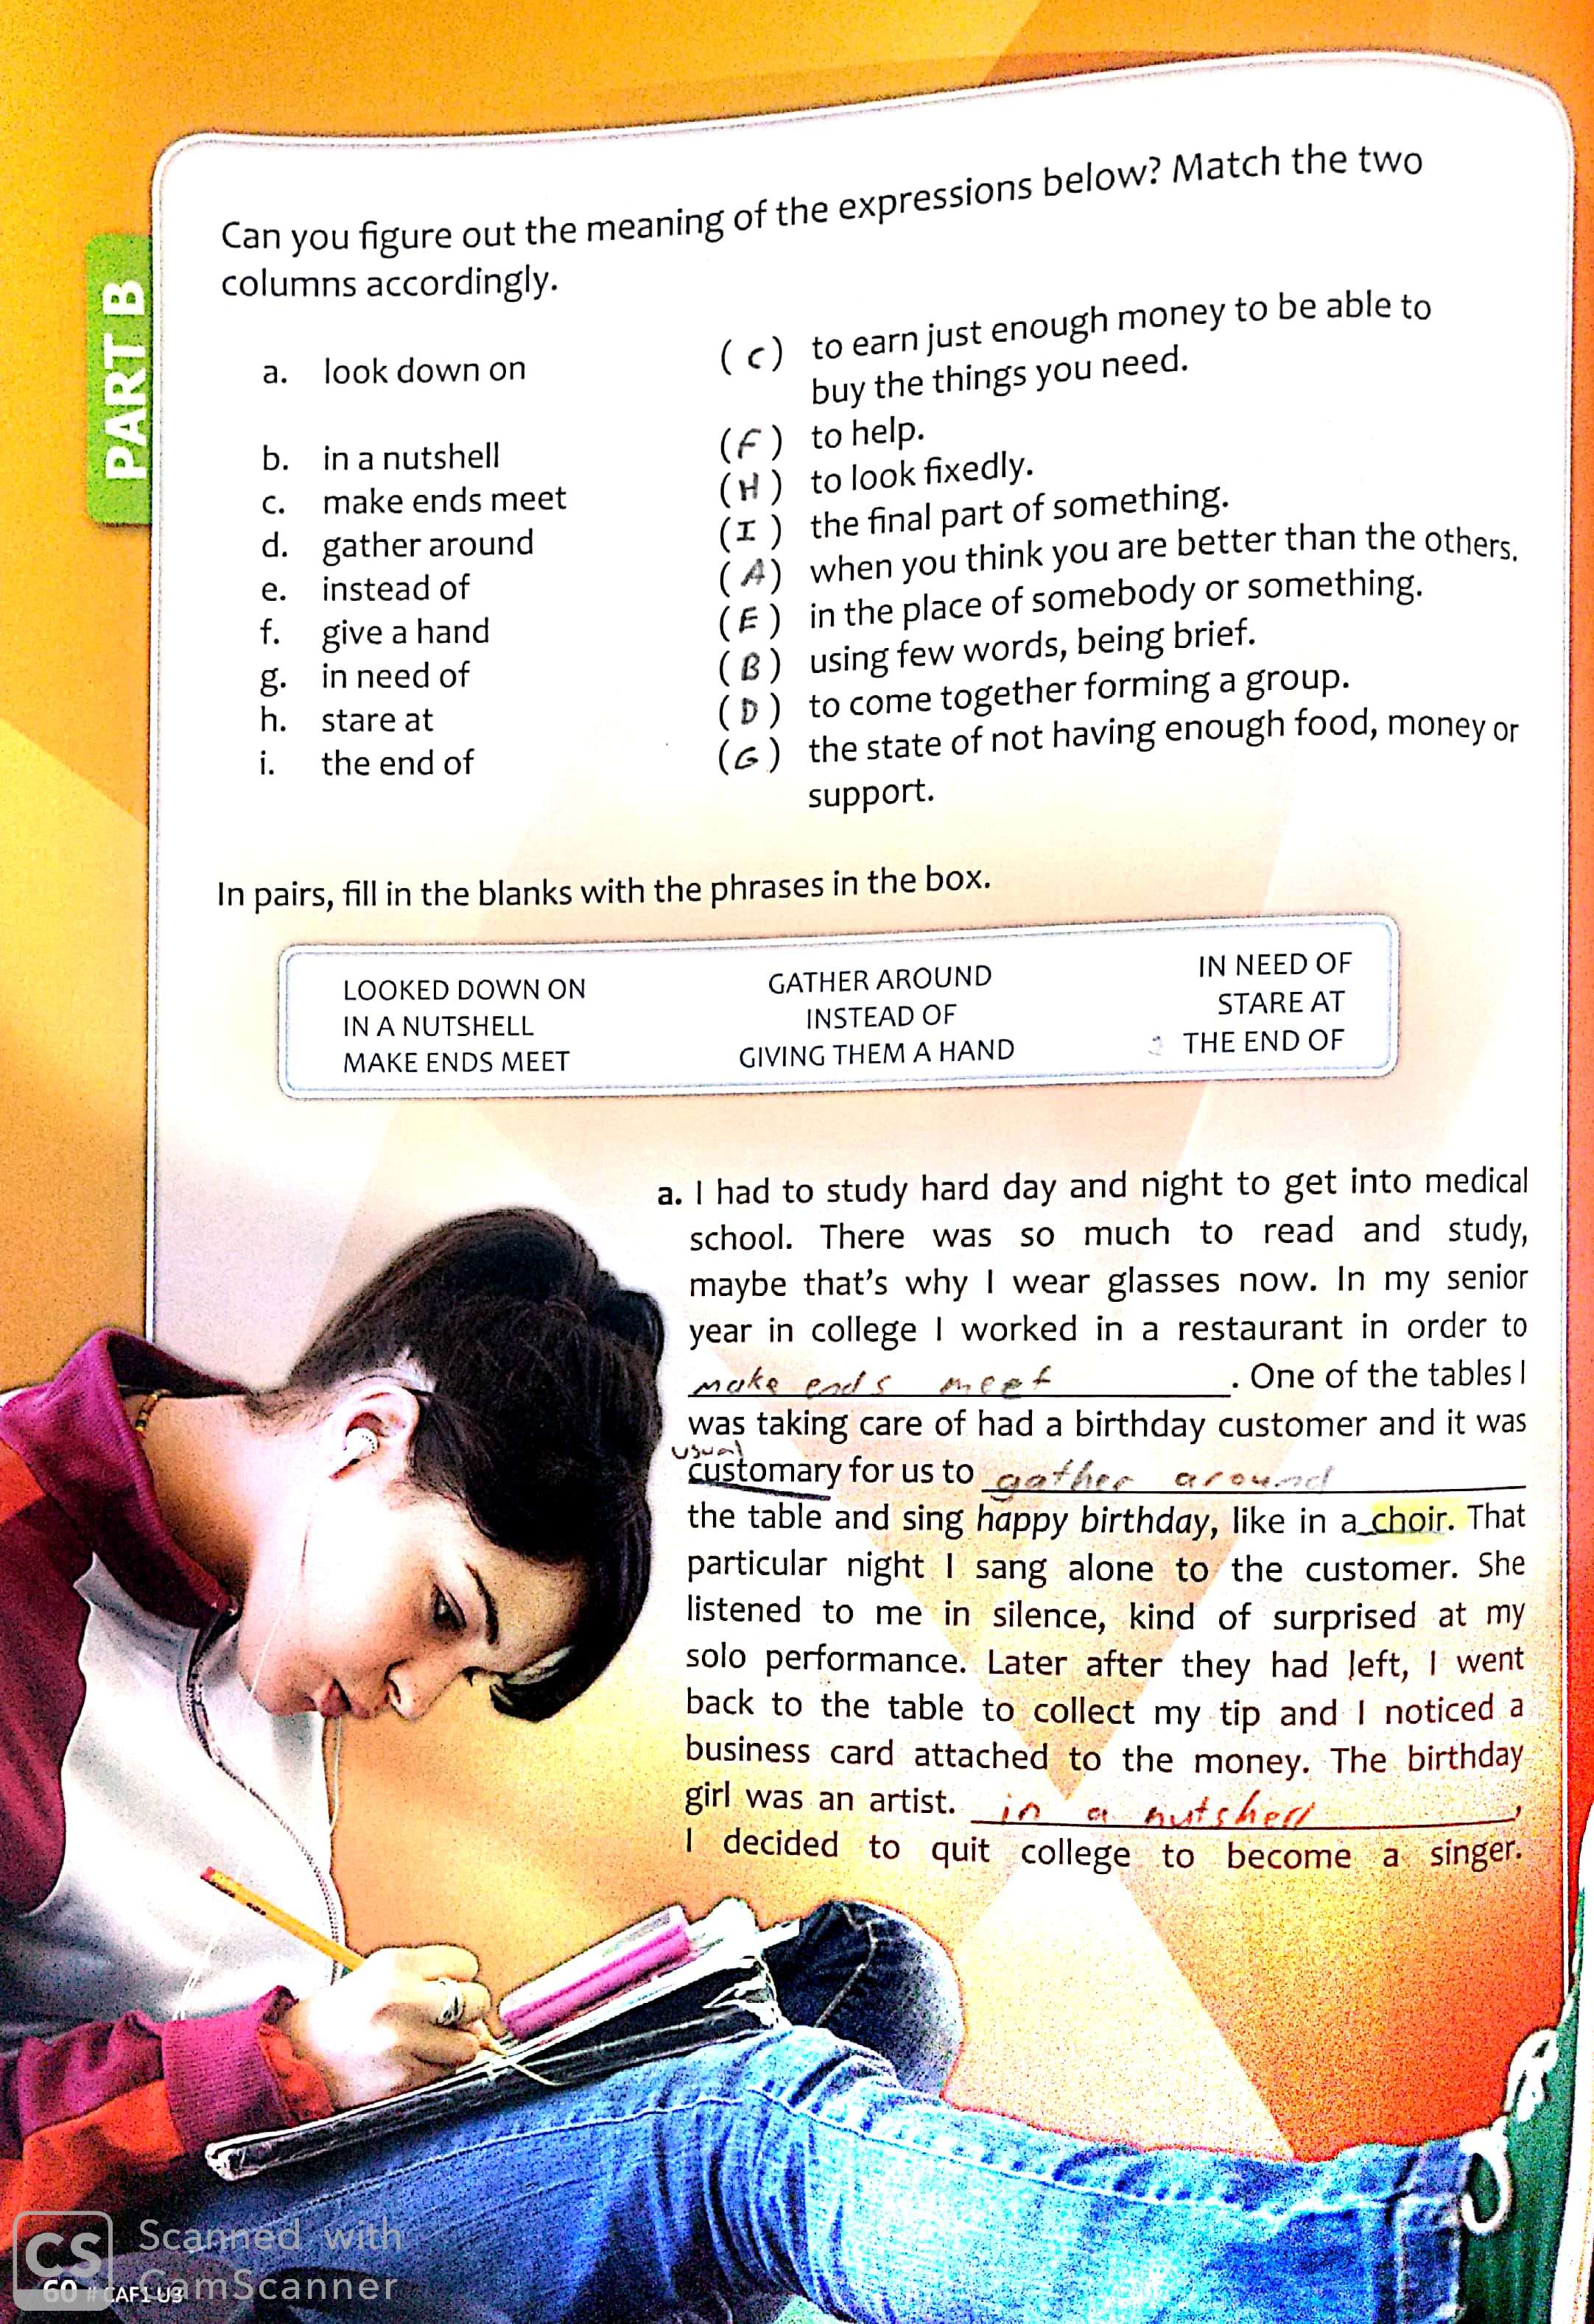 PART B
Can you figure out the meaning of the expressions below? Match the two
columns accordingly.
a. look down on
b. in a nutshell
c. make ends meet
d. gather around
e. instead of
f. give a hand
g. in need of
h. stare at
i. the end of
(C) to earn just enough money to be able to
buy the things you need.
(F) to help.
(H) to look fixedly.
(I) the final part of something.
(A) when you think you are better than the others.
(E) in the place of somebody or something.
(B) using few words, being brief.
(D) to come together forming a group.
(G) the state of not having enough food, money or
support.
In pairs, fill in the blanks with the phrases in the box.
LOOKED DOWN ON
IN A NUTSHELL
MAKE ENDS MEET
GATHER AROUND
INSTEAD OF
GIVING THEM A HAND
IN NEED OF
STARE AT
THE END OF
a. I had to study hard day and night to get into medical
school. There was so much to read and study,
maybe that's why I wear glasses now. In my senior
year in college I worked in a restaurant in order to
make ends meet . One of the tables I
was taking care of had a birthday customer and it was
usual
customary for us to gather around
the table and sing happy birthday, like in a choir. That
particular night I sang alone to the customer. She
listened to me in silence, kind of surprised at my
solo performance. Later after they had left, I went
back to the table to collect my tip and I noticed a
business card attached to the money. The birthday
girl was an artist. in a nutshell ,
I decided to quit college to become a singer.
CS Scanned with
CamScanner
60 # CAF1 U3